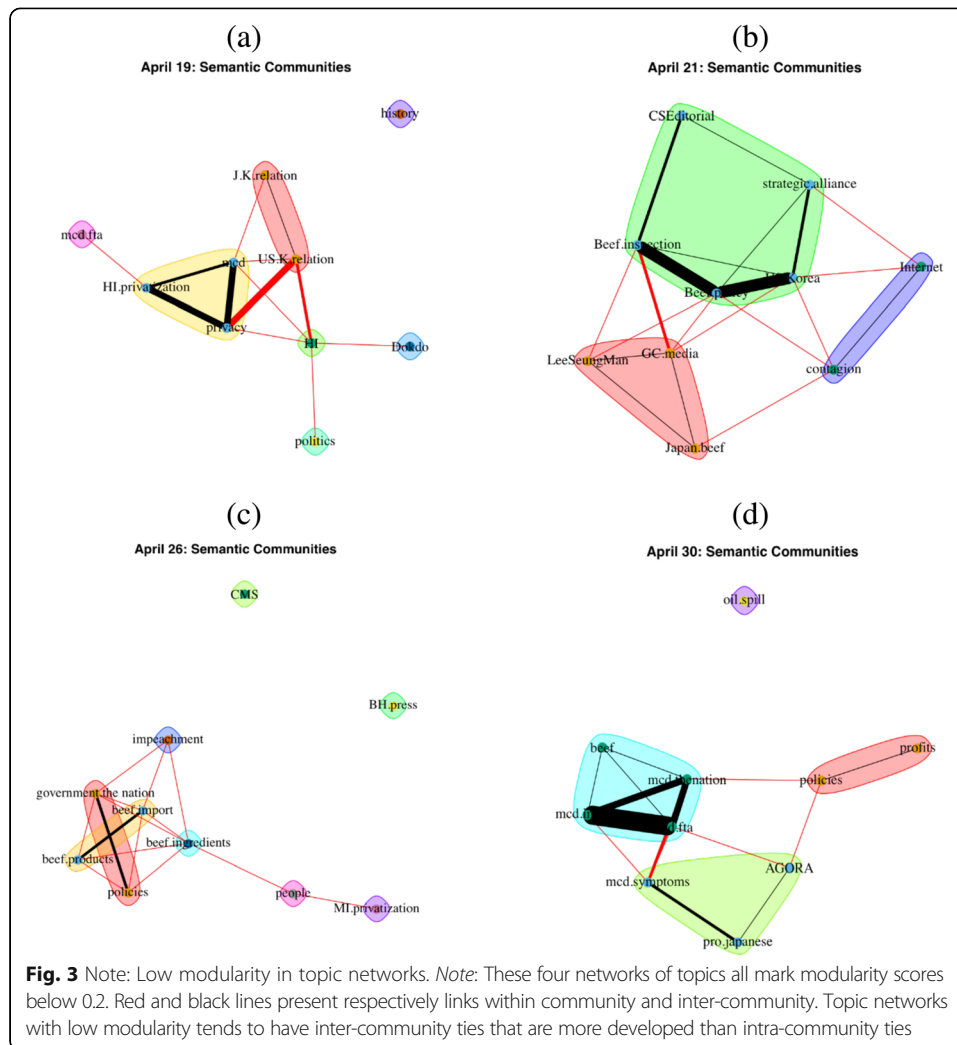 (a)
April 19: Semantic Communities
history
J.K.relation
mcd.fta
mcd
US.K.relation
HI.privatization
privacy
HI
Dokdo
politics
(b)
April 21: Semantic Communities
CSEditorial
strategic.alliance
Beef.inspection
Internet
LeeSeungMan
GC.media
contagion
Japan.beef
(c)
April 26: Semantic Communities
CMS
BH.press
impeachment
government.the nation
beef.import
beef.ingredients
beef.products
policies
people
MI.privatization
(d)
April 30: Semantic Communities
oil.spill
beef
profits
mcd.thenation
policies
AGORA
mcd.symptoms
pro.japanese
Fig. 3 Note: Low modularity in topic networks. Note: These four networks of topics all mark modularity scores
below 0.2. Red and black lines present respectively links within community and inter-community. Topic networks
with low modularity tends to have inter-community ties that are more developed than intra-community ties